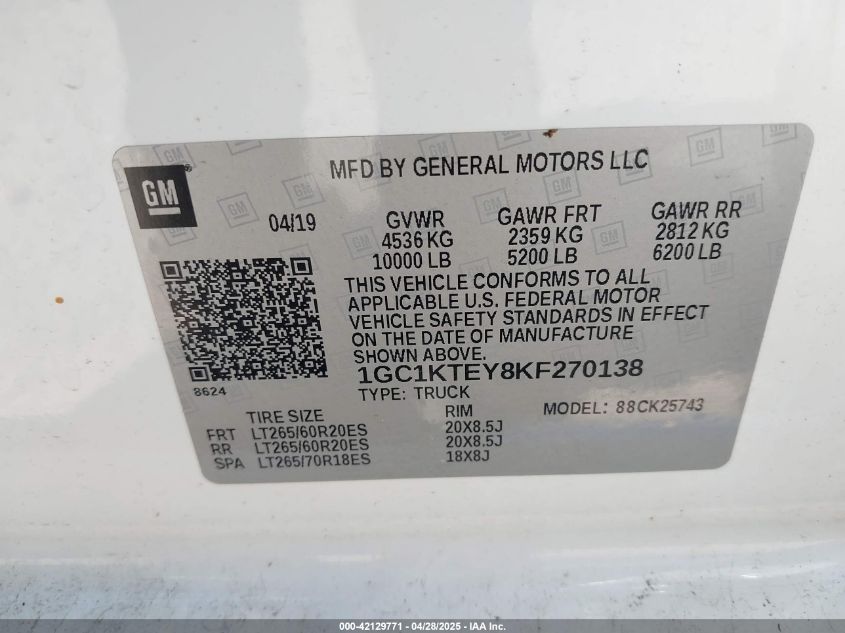 GM
MFD BY GENERAL MOTORS LLC
04/19
GVWR
4536 KG
10000 LB
GAWR FRT
2359 KG
5200 LB
GAWR RR
2812 KG
6200 LB
THIS VEHICLE CONFORMS TO ALL
APPLICABLE U.S. FEDERAL MOTOR
VEHICLE SAFETY STANDARDS IN EFFECT
ON THE DATE OF MANUFACTURE
SHOWN ABOVE.
8624
1GC1KTEY8KF270138
TYPE: TRUCK
MODEL: 88CK25743
TIRE SIZE
RIM
FRT LT265/60R20ES 20X8.5J
RR LT265/60R20ES 20X8.5J
SPA LT265/70R18ES 18X8J
000-42129771 - 04/28/2025 - IAA Inc.